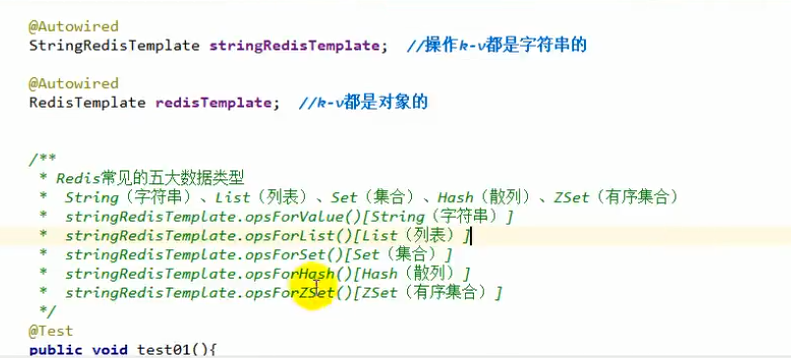 @Autowired
StringRedisTemplate stringRedisTemplate;  //操作k-v都是字符串的
@Autowired
RedisTemplate redisTemplate;  //k-v都是对象的
/**
* Redis常见的五大数据类型
*  String（字符串）、List（列表）、Set（集合）、Hash（散列）、ZSet（有序集合）
*  stringRedisTemplate.opsForValue()[String（字符串）]
*  stringRedisTemplate.opsForList()[List（列表）]
*  stringRedisTemplate.opsForSet()[Set（集合）]
*  stringRedisTemplate.opsForHash()[Hash（散列）]
*  stringRedisTemplate.opsForZSet()[ZSet（有序集合）]
*/
@Test
public void test01(){